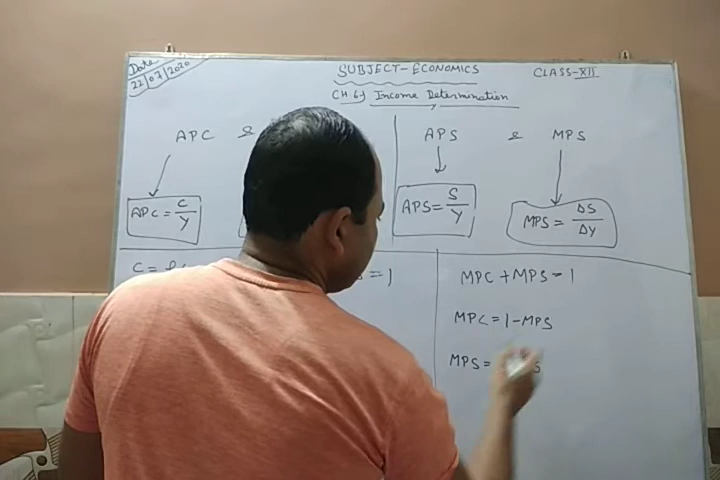 Date
22/07/2020
SUBJECT-ECONOMICS
CLASS-XII
CH 6 Income Determination
APC &
APS & MPS
APC = C/Y
APS = S/Y
MPS = ΔS/ΔY
C =
= 1
MPC + MPS = 1
MPC = 1 - MPS
MPS =